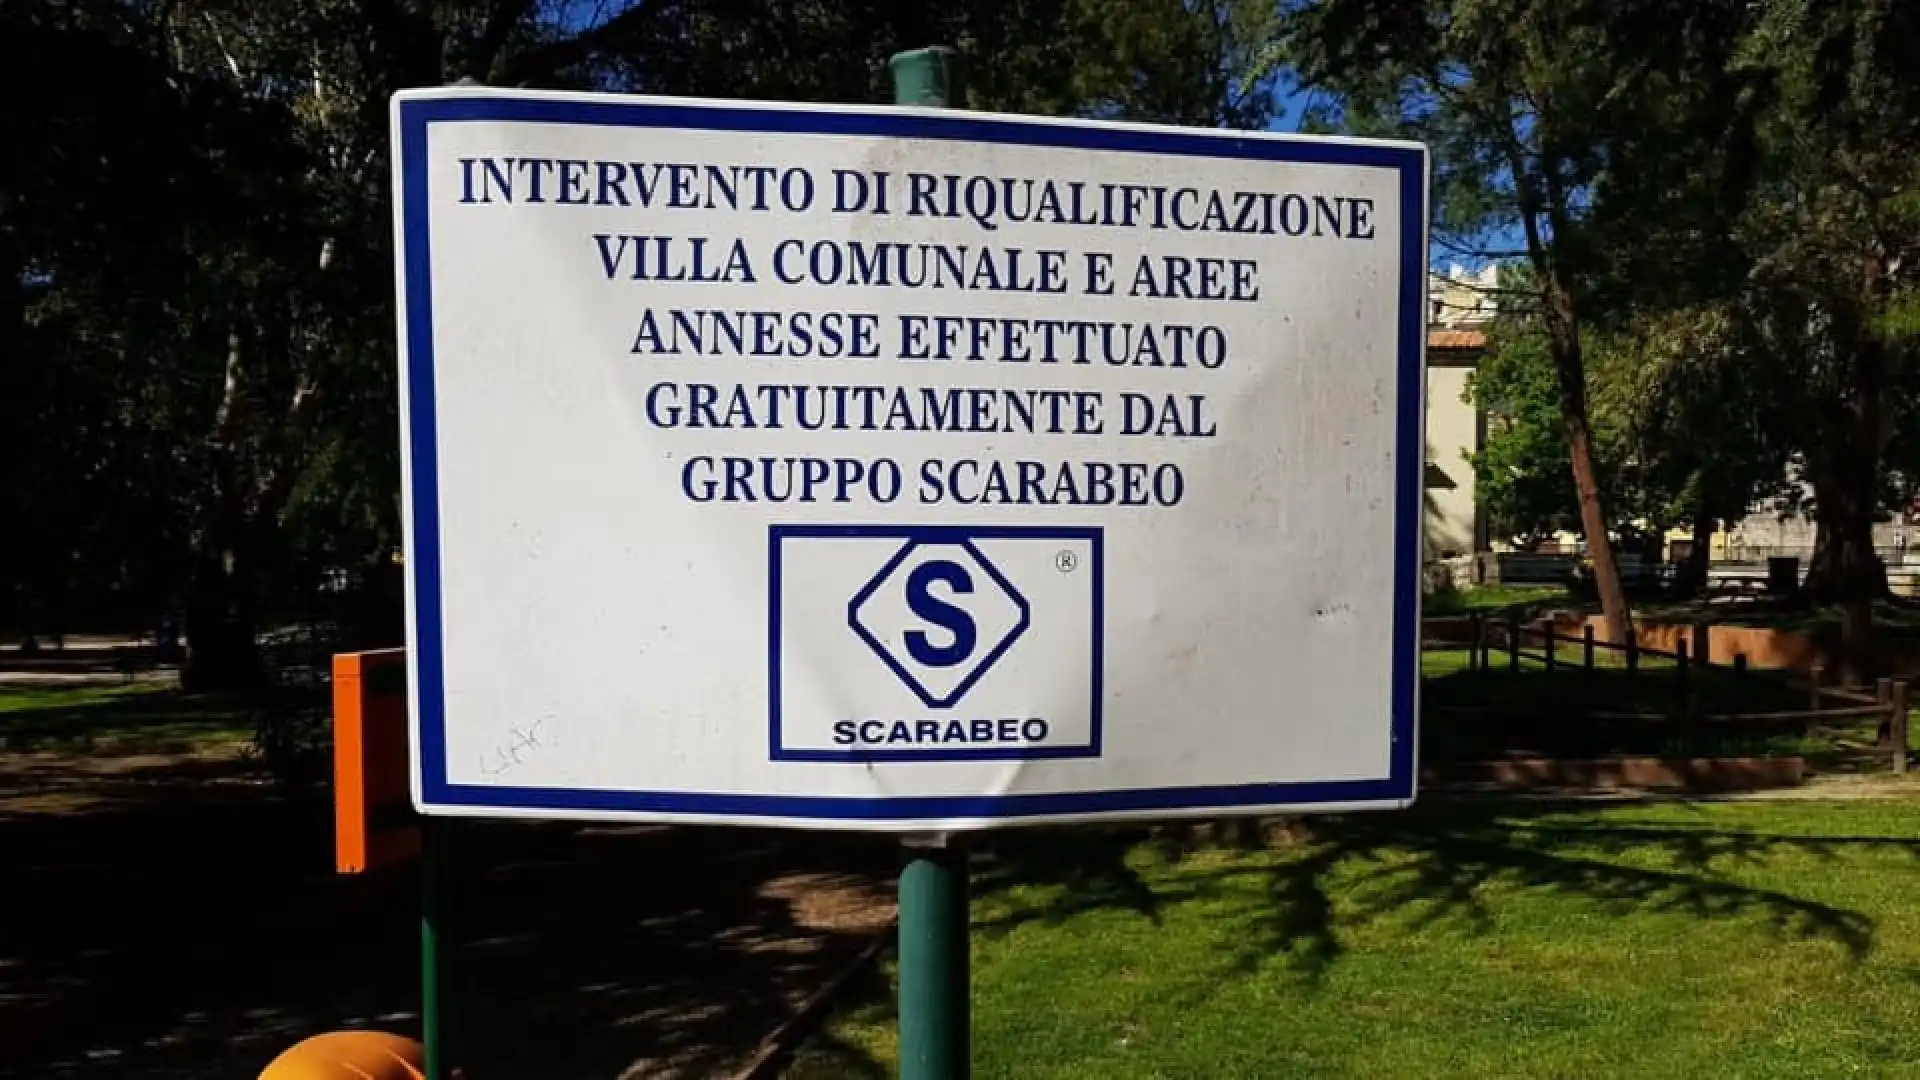 INTERVENTO DI RIQUALIFICAZIONE
VILLA COMUNALE E AREE
ANNESSE EFFETTUATO
GRATUITAMENTE DAL
GRUPPO SCARABEO
S
®
SCARABEO